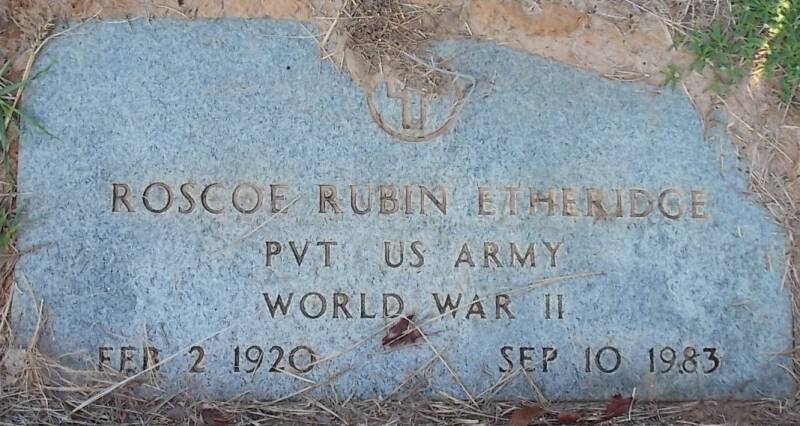 ROSCOE RUBIN ETHERIDGE
PVT US ARMY
WORLD WAR II
FEB 2 1920 SEP 10 1983